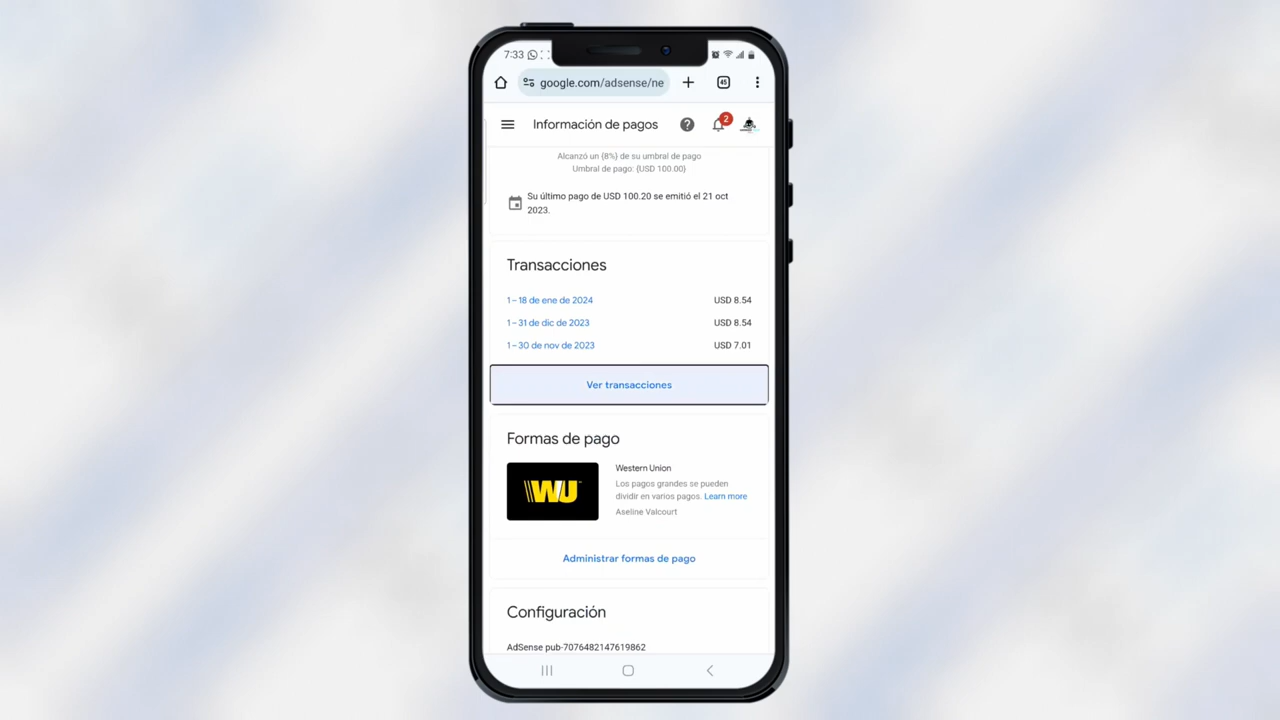 7:33
google.com/adsense/ne
45
Información de pagos
2
Alcanzó un {8%} de su umbral de pago
Umbral de pago: {USD 100.00}
Su último pago de USD 100.20 se emitió el 21 oct
2023.
Transacciones
1–18 de ene de 2024 USD 8.54
1–31 de dic de 2023 USD 8.54
1–30 de nov de 2023 USD 7.01
Ver transacciones
Formas de pago
WU
Western Union
Los pagos grandes se pueden
dividir en varios pagos. Learn more
Aseline Valcourt
Administrar formas de pago
Configuración
AdSense pub-7076482147619862